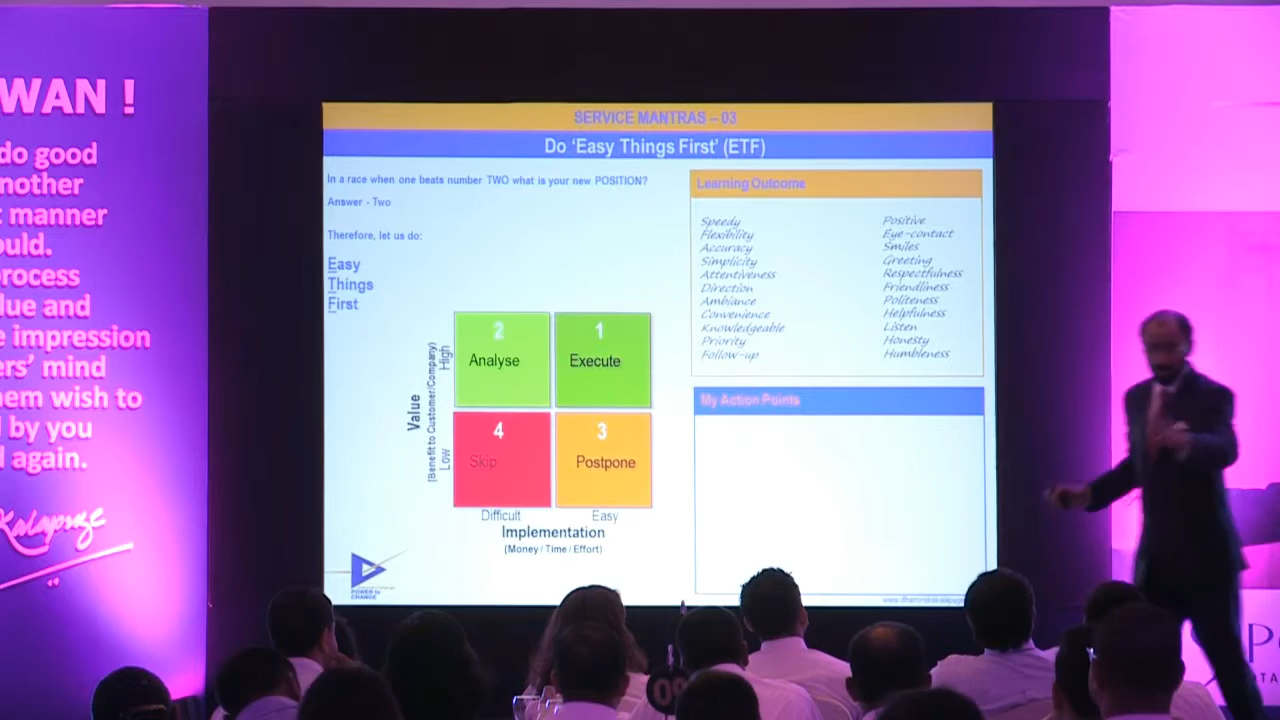 WAN !
do good
nother
manner
ould.
rocess
lue and
impression
ers' mind
em wish to
by you
again.
Kalapuge
SERVICE MANTRAS – 03
Do 'Easy Things First' (ETF)
In a race when one beats number TWO what is your new POSITION?
Answer - Two
Therefore, let us do:
Easy
Things
First
Value
(Benefit to Customer/Company)
High
Low
2
Analyse
1
Execute
4
Skip
3
Postpone
Difficult
Easy
Implementation
(Money / Time / Effort)
POWER to
CHANGE
Learning Outcome
Speedy
Flexibility
Accuracy
Simplicity
Attentiveness
Direction
Ambiance
Convenience
Knowledgeable
Priority
Follow-up
Positive
Eye-contact
Smiles
Greeting
Respectfulness
Friendliness
Politeness
Helpfulness
Listen
Honesty
Humbleness
My Action Points